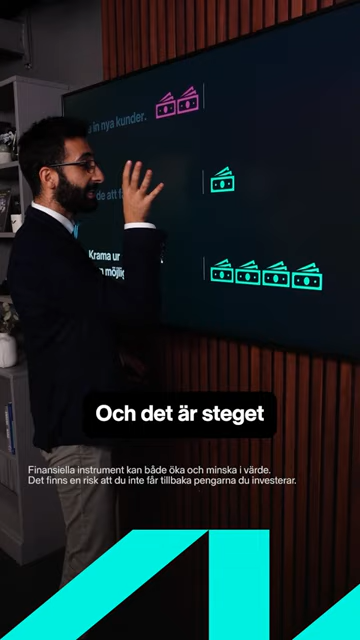 in nya kunder.
de att
Krama ur
möjlig
Och det är steget
Finansiella instrument kan både öka och minska i värde.
Det finns en risk att du inte får tillbaka pengarna du investerar.